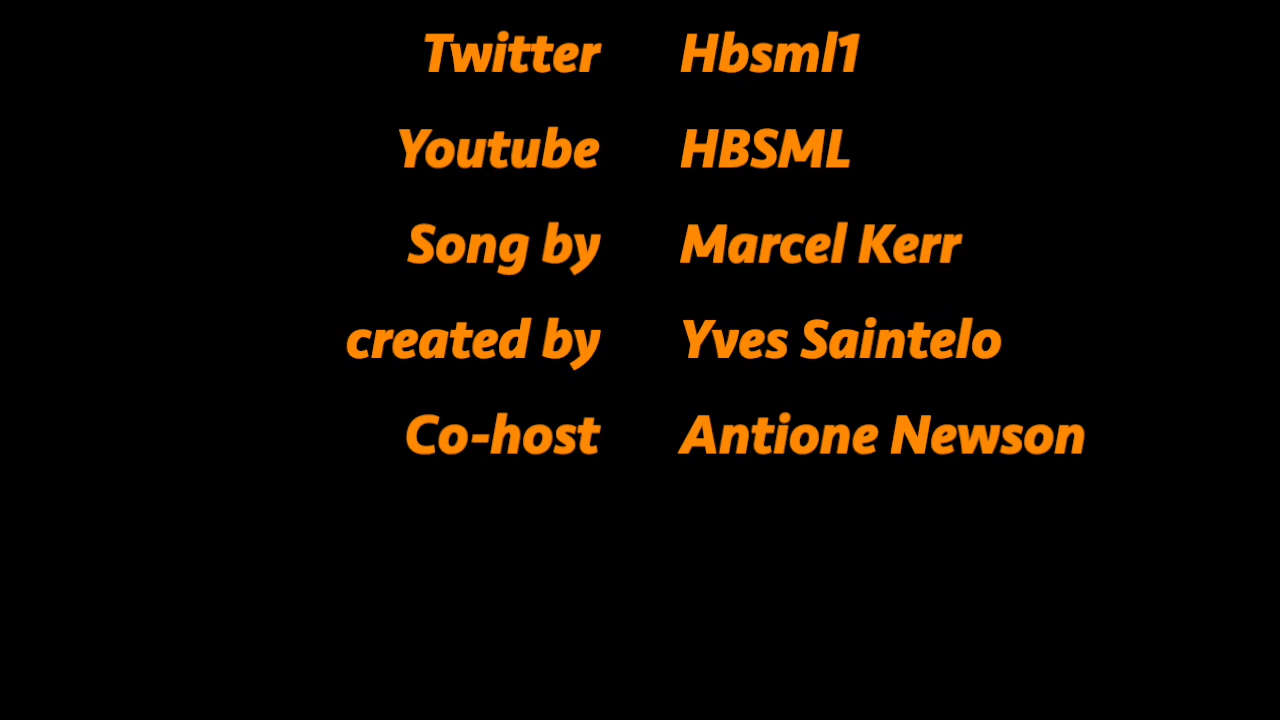 Twitter Hbsml1
Youtube HBSML
Song by Marcel Kerr
created by Yves Saintelo
Co-host Antione Newson